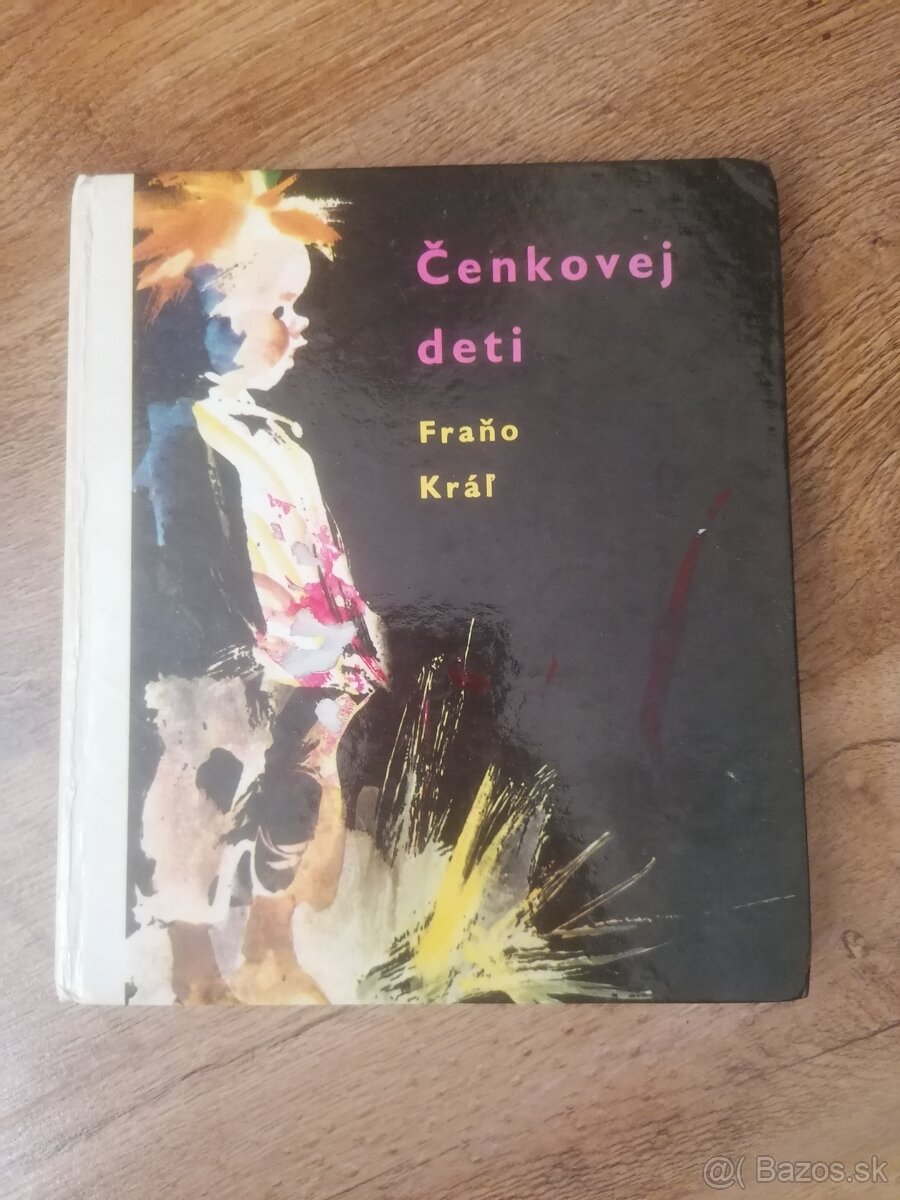 Čenkovej
deti
Fraňo
Kráľ
@( Bazos.sk